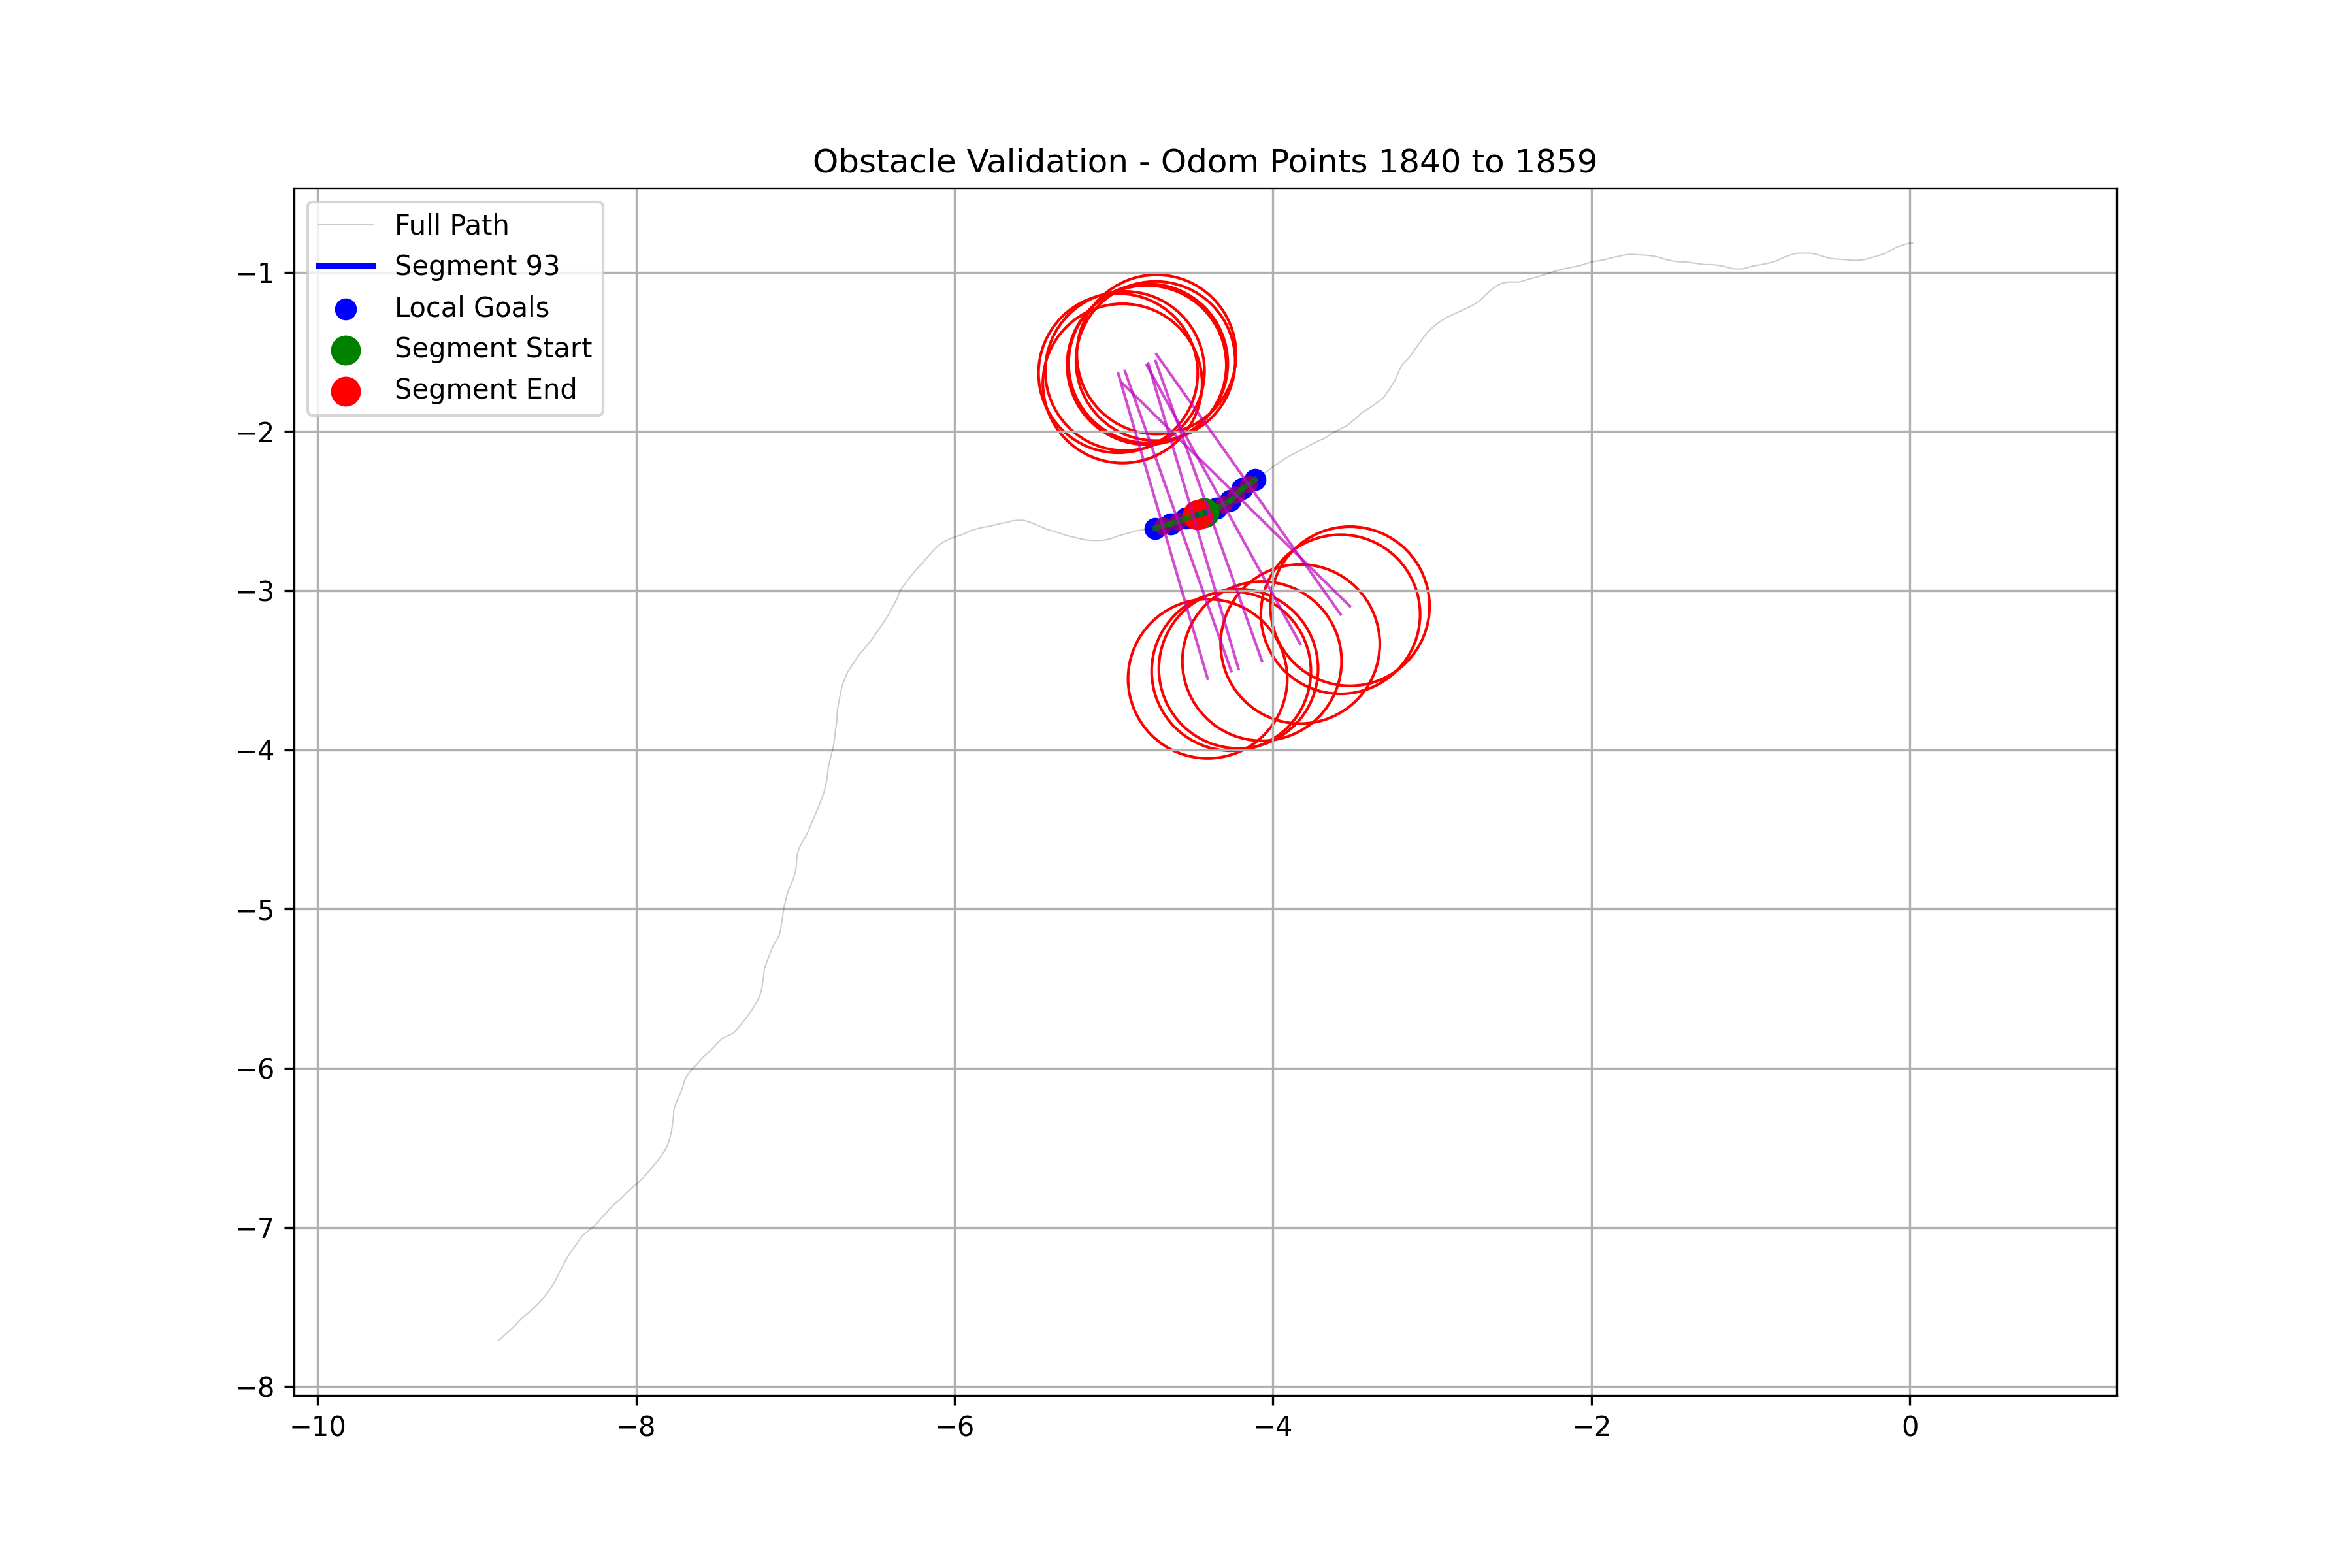 Obstacle Validation - Odom Points 1840 to 1859
Full Path
Segment 93
Local Goals
Segment Start
Segment End
−1
−2
−3
−4
−5
−6
−7
−8
−10
−8
−6
−4
−2
0